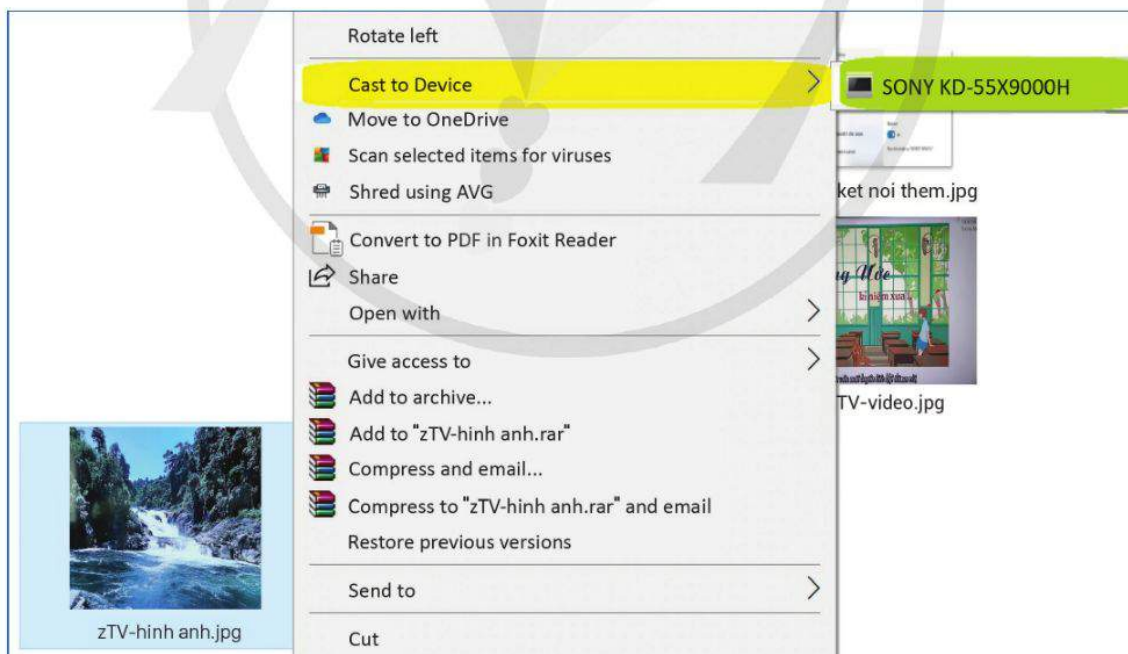 Rotate left
Cast to Device
SONY KD-55X9000H
Move to OneDrive
Scan selected items for viruses
Shred using AVG
ket noi them.jpg
Convert to PDF in Foxit Reader
Share
Open with
Give access to
Add to archive...
Add to "zTV-hinh anh.rar"
Compress and email...
Compress to "zTV-hinh anh.rar" and email
Restore previous versions
Send to
Cut
kỉ niệm xưa
TV-video.jpg
zTV-hinh anh.jpg